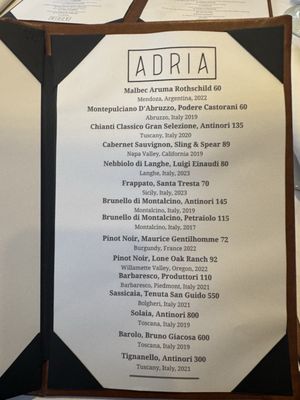 ADRIA
Malbec Aruma Rothschild 60
Mendoza, Argentina, 2022
Montepulciano D'Abruzzo, Podere Castorani 60
Abruzzo, Italy 2019
Chianti Classico Gran Selezione, Antinori 135
Tuscany, Italy 2020
Cabernet Sauvignon, Sling & Spear 89
Napa Valley, California 2019
Nebbiolo di Langhe, Luigi Einaudi 80
Langhe, Italy, 2023
Frappato, Santa Tresta 70
Sicily, Italy, 2023
Brunello di Montalcino, Antinori 145
Montalcino, Italy, 2019
Brunello di Montalcino, Petraiolo 115
Montalcino, Italy, 2017
Pinot Noir, Maurice Gentilhomme 72
Burgundy, France 2022
Pinot Noir, Lone Oak Ranch 92
Willamette Valley, Oregon, 2022
Barbaresco, Produttori 110
Barbaresco, Piedmont, Italy 2021
Sassicaia, Tenuta San Guido 550
Bolgheri, Italy 2021
Solaia, Antinori 800
Toscana, Italy 2019
Barolo, Bruno Giacosa 600
Toscana, Italy 2019
Tignanello, Antinori 300
Tuscany, Italy, 2021